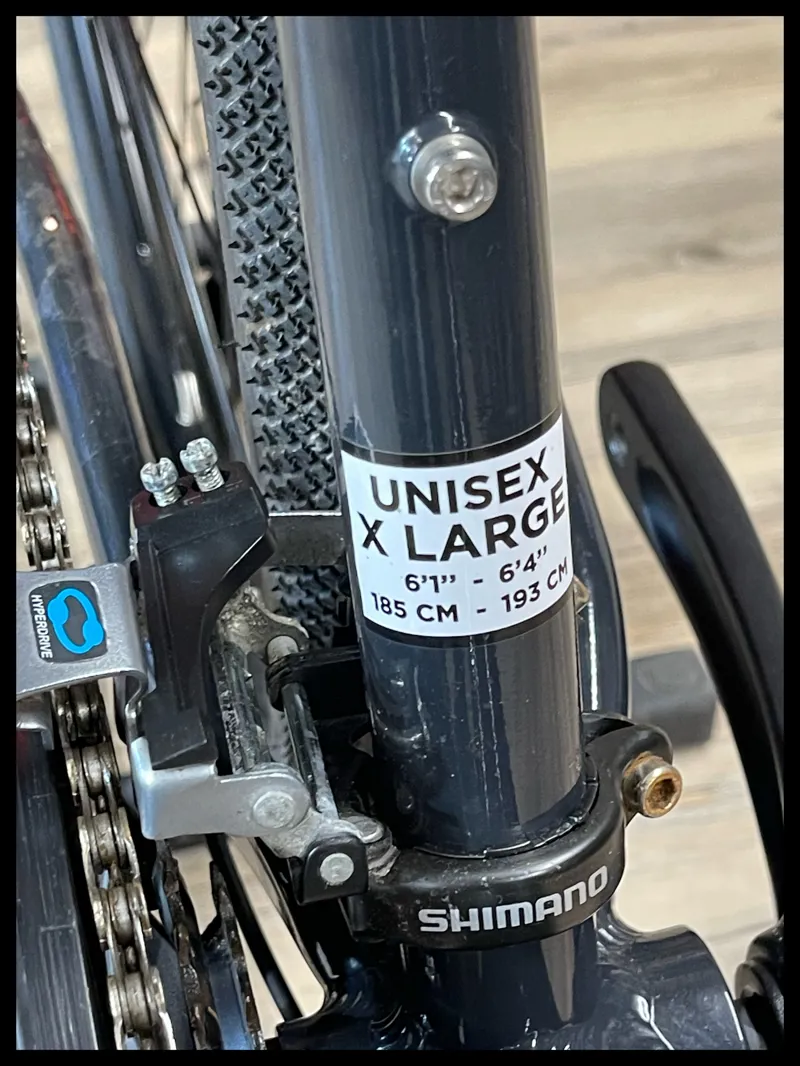 UNISEX
X LARGE
6'1’’ - 6'4’’
185 CM - 193 CM
HYPERDRIVE
SHIMANO